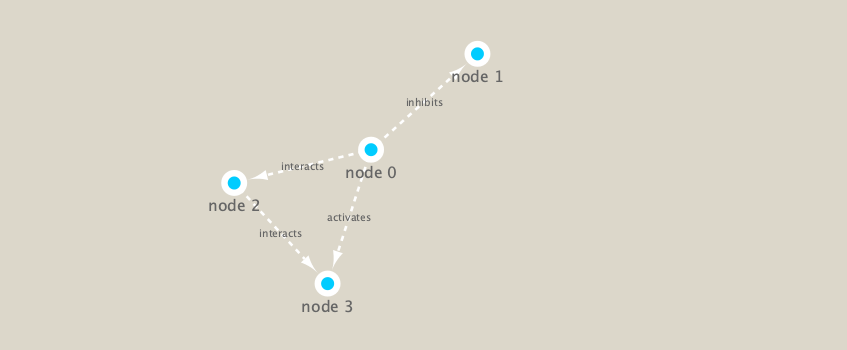 node 1
inhibits
interacts
node 0
node 2
activates
interacts
node 3